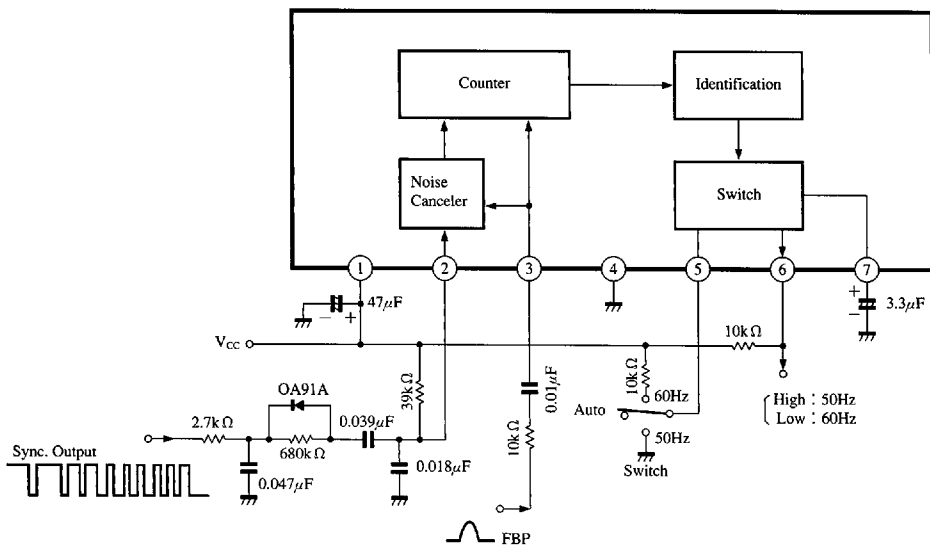 Counter
Identification
Noise
Canceler
Switch
1
2
3
4
5
6
7
47μF
− +
+
−
3.3μF
VCC
10kΩ
39kΩ
0.01μF
10kΩ
60Hz
Auto
50Hz
Switch
High : 50Hz
Low : 60Hz
OA91A
2.7kΩ
0.039μF
680kΩ
10kΩ
Sync. Output
0.047μF
0.018μF
FBP